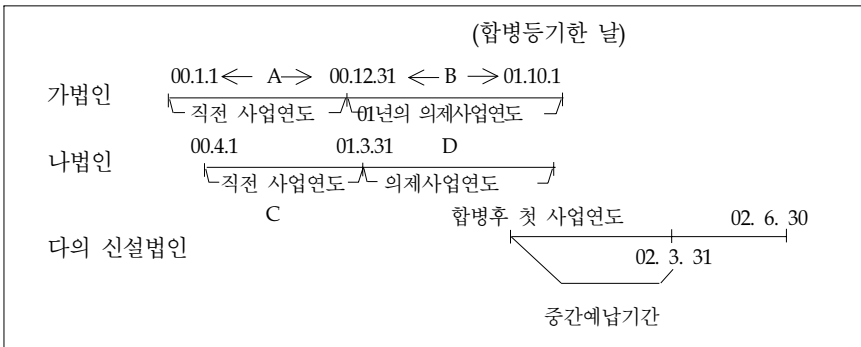 (합병등기한 날)
00.1.1 A 00.12.31 B 01.10.1
가법인
직전 사업연도 01년의 의제사업연도
00.4.1 01.3.31 D
나법인
직전 사업연도 의제사업연도
C 합병후 첫 사업연도 02. 6. 30
다의 신설법인
02. 3. 31
중간예납기간